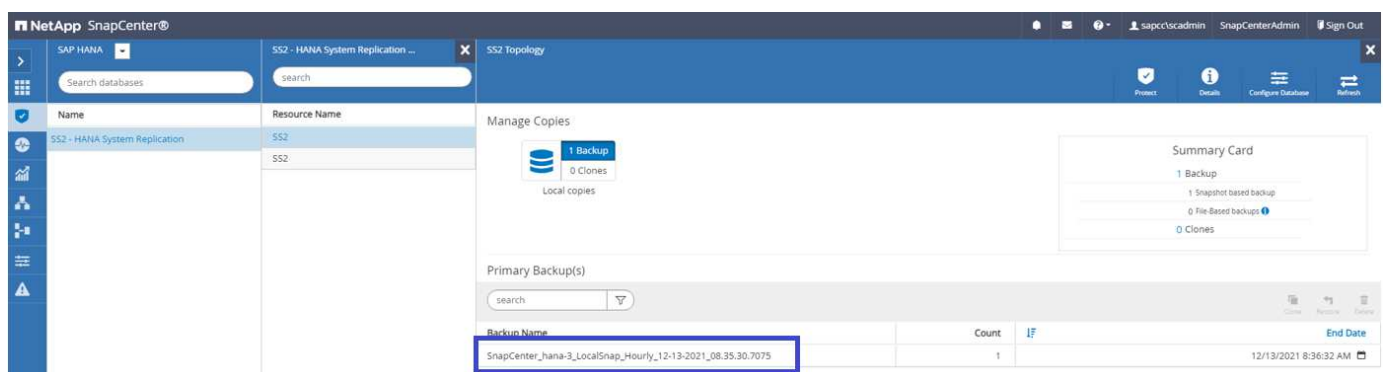 NetApp SnapCenter®
sapcc\scadmin SnapCenterAdmin Sign Out
SAP HANA
Search databases
Name
SS2 - HANA System Replication
SS2 - HANA System Replication ...
search
Resource Name
SS2
SS2
SS2 Topology
Protect Details Configure Database Refresh
Manage Copies
1 Backup
0 Clones
Local copies
Summary Card
1 Backup
1 Snapshot based backup
0 File-Based backups
0 Clones
Primary Backup(s)
search
Clone Restore Delete
Backup Name Count End Date
SnapCenter_hana-3_LocalSnap_Hourly_12-13-2021_08.35.30.7075 1 12/13/2021 8:36:32 AM